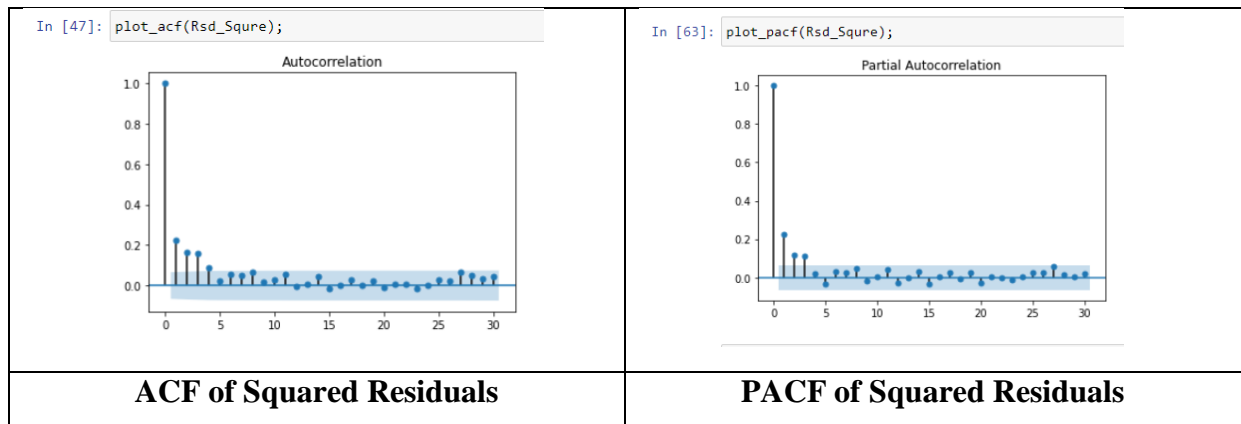 In [47]: plot_acf(Rsd_Squre);
Autocorrelation
1.0
0.8
0.6
0.4
0.2
0.0
0 5 10 15 20 25 30
ACF of Squared Residuals
In [63]: plot_pacf(Rsd_Squre);
Partial Autocorrelation
1.0
0.8
0.6
0.4
0.2
0.0
0 5 10 15 20 25 30
PACF of Squared Residuals